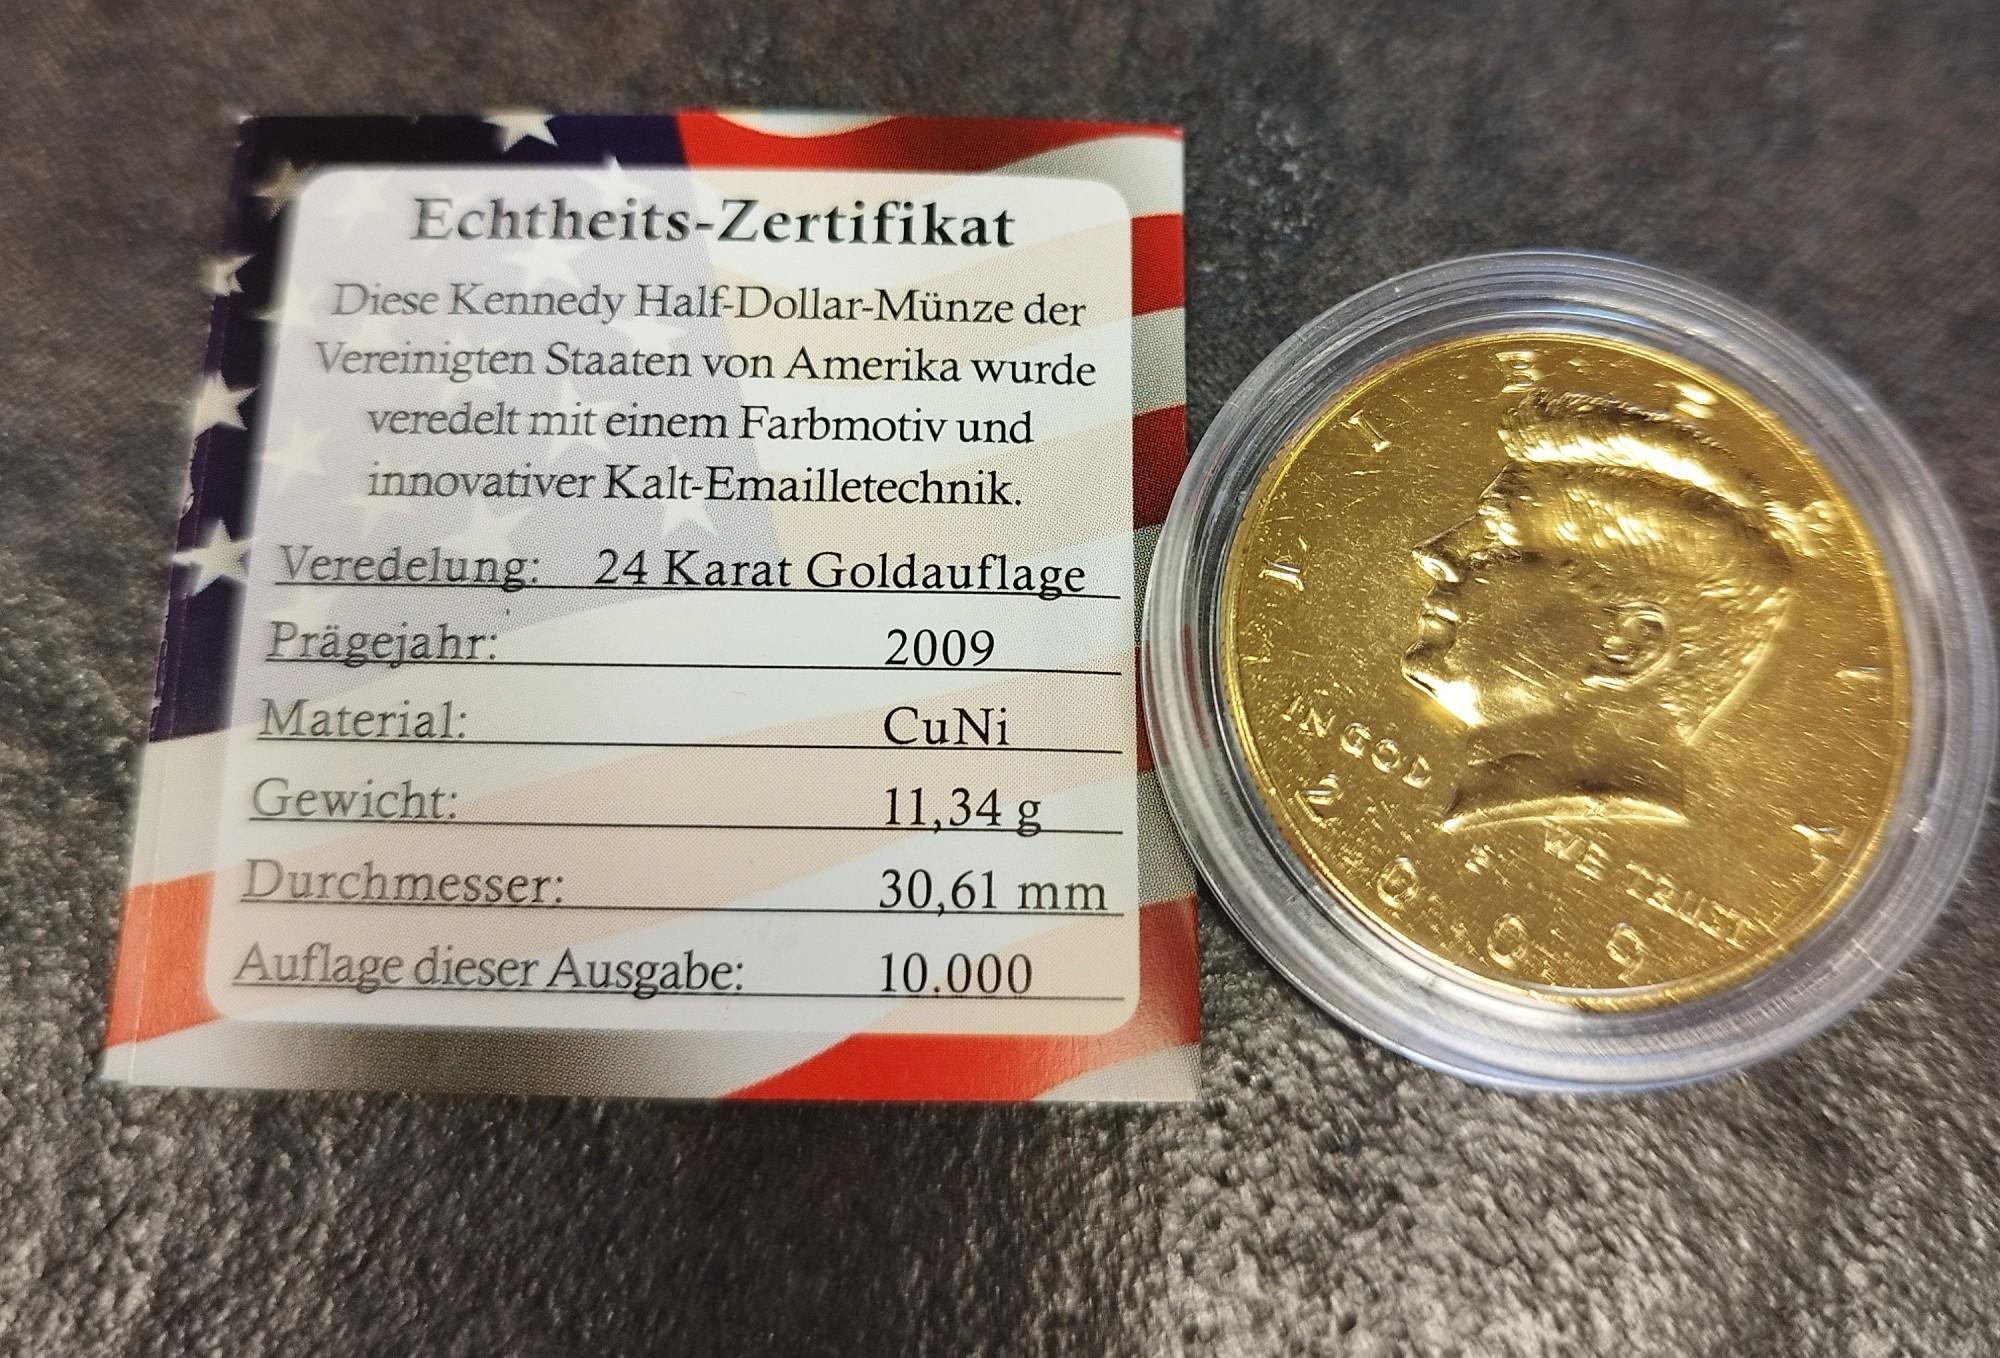 Echtheits-Zertifikat
Diese Kennedy Half-Dollar-Münze der
Vereinigten Staaten von Amerika wurde
veredelt mit einem Farbmotiv und
innovativer Kalt-Emailletechnik.
Veredelung: 24 Karat Goldauflage
Prägejahr: 2009
Material: CuNi
Gewicht: 11,34 g
Durchmesser: 30,61 mm
Auflage dieser Ausgabe: 10.000
LIBERTY
IN GOD WE TRUST
P
2009